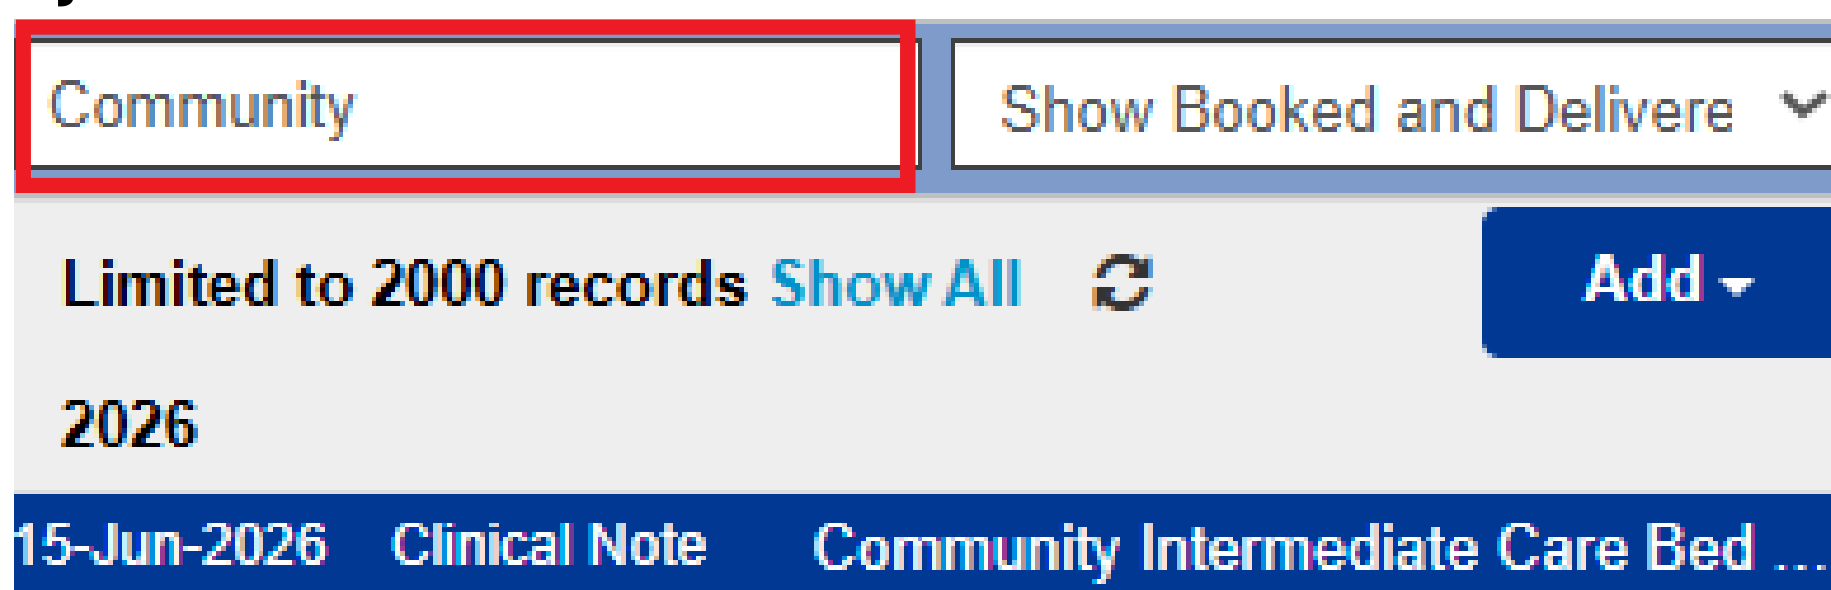 Community
Show Booked and Delivere
Limited to 2000 records Show All
Add
2026
15-Jun-2026 Clinical Note Community Intermediate Care Bed ...